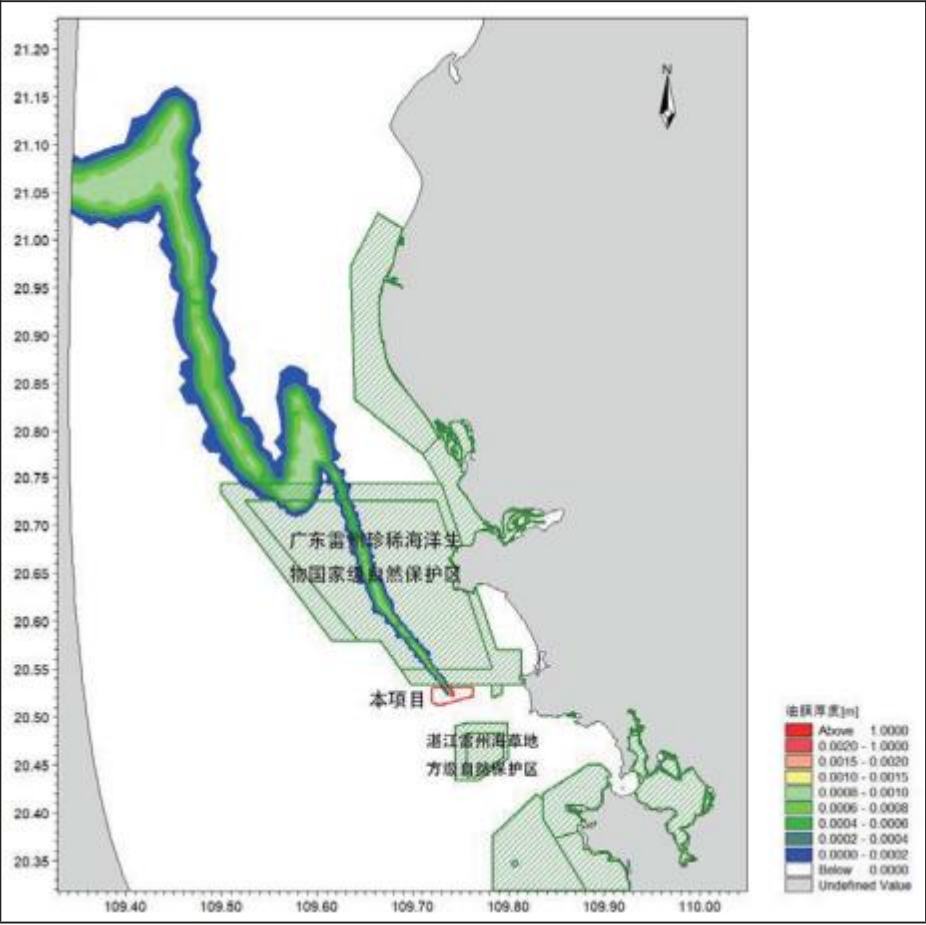 21.20
21.15
21.10
21.05
21.00
20.95
20.90
20.85
20.80
20.75
20.70
20.65
20.60
20.55
20.50
20.45
20.40
20.35
N
广东雷州珍稀海洋生
物国家级自然保护区
本项目
湛江雷州海草地
方级自然保护区
油膜厚度[m]
Above 1.0000
0.0020 - 1.0000
0.0015 - 0.0020
0.0010 - 0.0015
0.0008 - 0.0010
0.0006 - 0.0008
0.0004 - 0.0006
0.0002 - 0.0004
0.0000 - 0.0002
Below 0.0000
Undefined Value
109.40 109.50 109.60 109.70 109.80 109.90 110.00